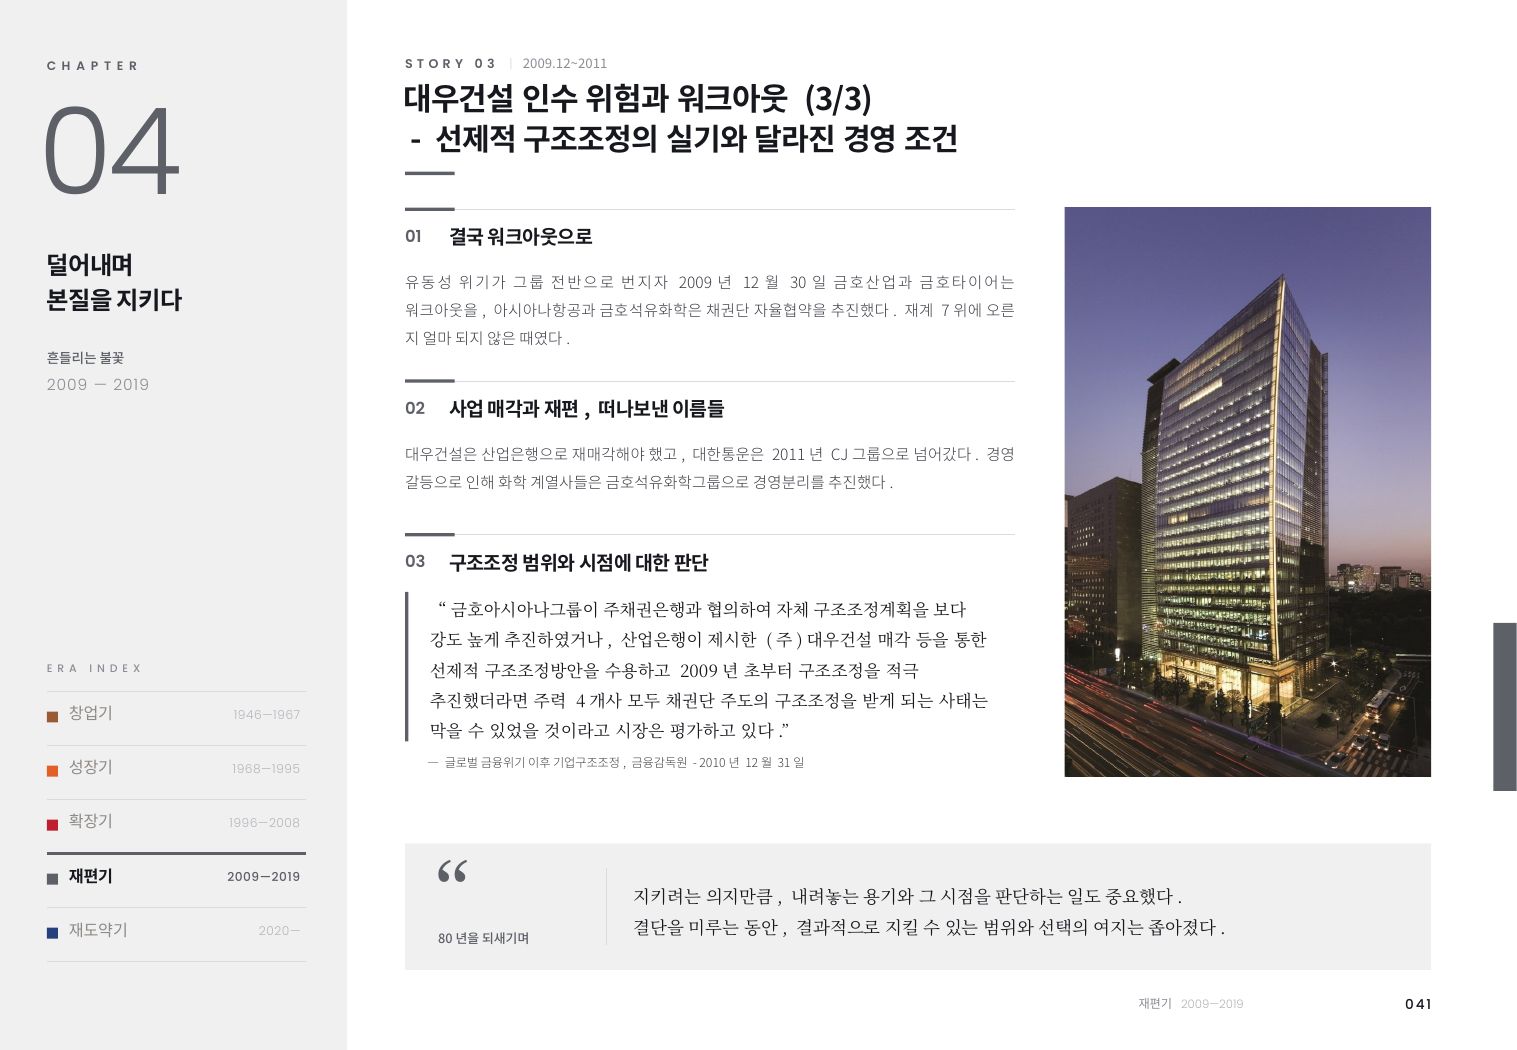 CHAPTER
04
덜어내며
본질을 지키다
흔들리는 불꽃
2009 — 2019
ERA INDEX
창업기 1946—1967
성장기 1968—1995
확장기 1996—2008
재편기 2009—2019
재도약기 2020—
STORY 03 | 2009.12~2011
대우건설 인수 위험과 워크아웃 (3/3)
- 선제적 구조조정의 실기와 달라진 경영 조건
01 결국 워크아웃으로
유동성 위기가 그룹 전반으로 번지자 2009 년 12 월 30 일 금호산업과 금호타이어는
워크아웃을 , 아시아나항공과 금호석유화학은 채권단 자율협약을 추진했다 . 재계 7 위에 오른
지 얼마 되지 않은 때였다 .
02 사업 매각과 재편 , 떠나보낸 이름들
대우건설은 산업은행으로 재매각해야 했고 , 대한통운은 2011 년 CJ 그룹으로 넘어갔다 . 경영
갈등으로 인해 화학 계열사들은 금호석유화학그룹으로 경영분리를 추진했다 .
03 구조조정 범위와 시점에 대한 판단
“ 금호아시아나그룹이 주채권은행과 협의하여 자체 구조조정계획을 보다
강도 높게 추진하였거나 , 산업은행이 제시한 ( 주 ) 대우건설 매각 등을 통한
선제적 구조조정방안을 수용하고 2009 년 초부터 구조조정을 적극
추진했더라면 주력 4 개사 모두 채권단 주도의 구조조정을 받게 되는 사태는
막을 수 있었을 것이라고 시장은 평가하고 있다 .”
— 글로벌 금융위기 이후 기업구조조정 , 금융감독원 - 2010 년 12 월 31 일
“
80 년을 되새기며
지키려는 의지만큼 , 내려놓는 용기와 그 시점을 판단하는 일도 중요했다 .
결단을 미루는 동안 , 결과적으로 지킬 수 있는 범위와 선택의 여지는 좁아졌다 .
재편기 2009—2019
041